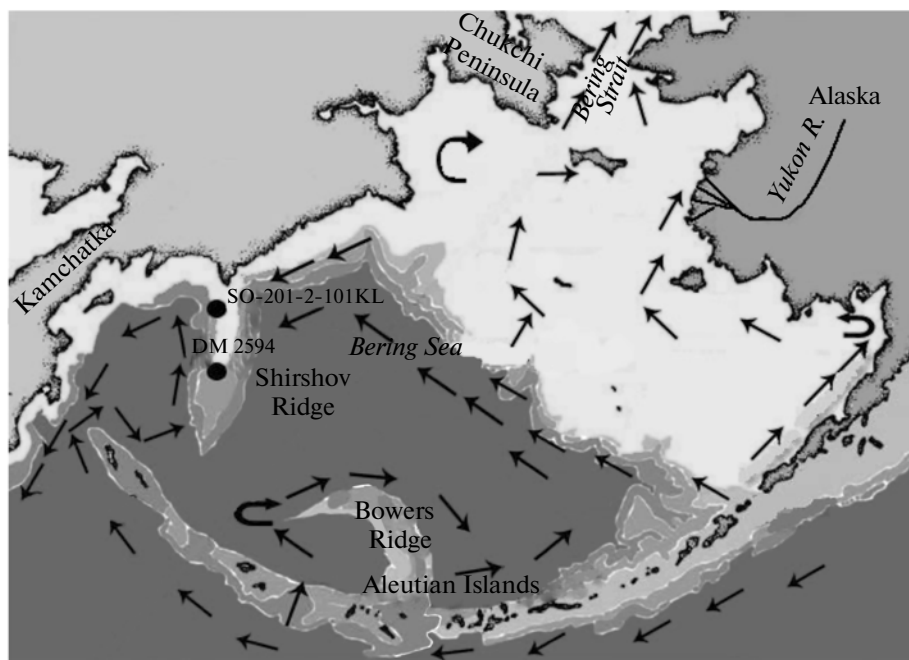 Chukchi
Peninsula
Bering
Strait
Alaska
Yukon R.
Kamchatka
SO-201-2-101KL
DM 2594
Bering Sea
Shirshov
Ridge
Bowers
Ridge
Aleutian Islands